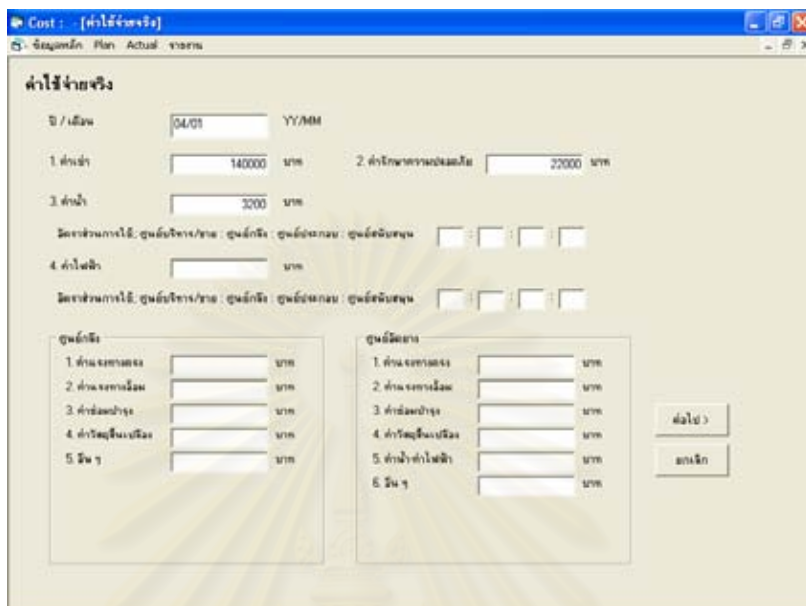 Cost : - [ค่าใช้จ่ายจริง]
ข้อมูลหลัก Plan Actual รายงาน
ค่าใช้จ่ายจริง
ปี / เดือน 04/01 YY/MM
1. ค่าเช่า 140000 บาท 2. ค่ารักษาความปลอดภัย 22000 บาท
3. ค่าน้ำ 3200 บาท
อัตราส่วนการใช้; ศูนย์บริหาร/ขาย : ศูนย์กลึง : ศูนย์ประกอบ : ศูนย์สนับสนุน : : :
4. ค่าไฟฟ้า บาท
อัตราส่วนการใช้; ศูนย์บริหาร/ขาย : ศูนย์กลึง : ศูนย์ประกอบ : ศูนย์สนับสนุน : : :
ศูนย์กลึง ศูนย์ฉีดยาง
1. ค่าแรงทางตรง บาท 1. ค่าแรงทางตรง บาท
2. ค่าแรงทางอ้อม บาท 2. ค่าแรงทางอ้อม บาท
3. ค่าซ่อมบำรุง บาท 3. ค่าซ่อมบำรุง บาท ต่อไป >
4. ค่าวัสดุสิ้นเปลือง บาท 4. ค่าวัสดุสิ้นเปลือง บาท
5. อื่น ๆ บาท 5. ค่าน้ำ-ค่าไฟฟ้า บาท ยกเลิก
6. อื่น ๆ บาท